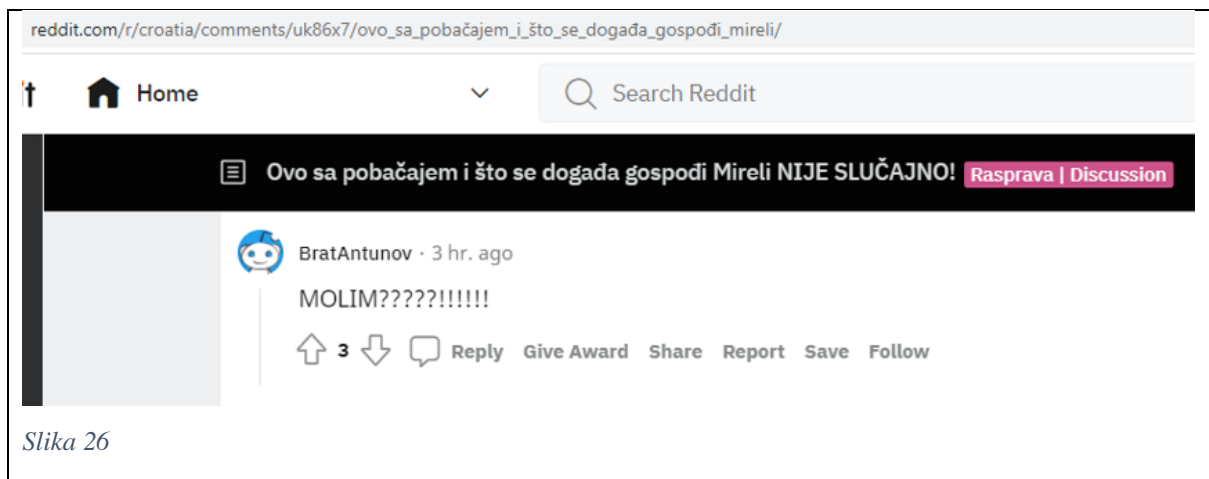 reddit.com/r/croatia/comments/uk86x7/ovo_sa_pobačajem_i_što_se_događa_gospođi_mireli/
it Home Search Reddit
Ovo sa pobačajem i što se događa gospođi Mireli NIJE SLUČAJNO! Rasprava | Discussion
BratAntunov · 3 hr. ago
MOLIM?????!!!!!!
3 Reply Give Award Share Report Save Follow
Slika 26